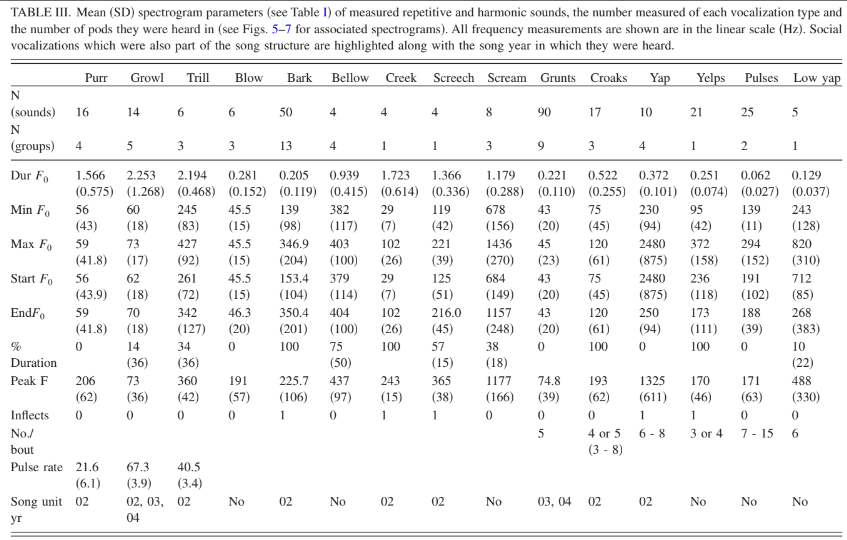 TABLE III. Mean (SD) spectrogram parameters (see Table I) of measured repetitive and harmonic sounds, the number measured of each vocalization type and
the number of pods they were heard in (see Figs. 5–7 for associated spectrograms). All frequency measurements are shown are in the linear scale (Hz). Social
vocalizations which were also part of the song structure are highlighted along with the song year in which they were heard.
Purr Growl Trill Blow Bark Bellow Creek Screech Scream Grunts Croaks Yap Yelps Pulses Low yap
N
(sounds) 16 14 6 6 50 4 4 4 8 90 17 10 21 25 5
N
(groups) 4 5 3 3 13 4 1 1 3 9 3 4 1 2 1
Dur F0 1.566 2.253 2.194 0.281 0.205 0.939 1.723 1.366 1.179 0.221 0.522 0.372 0.251 0.062 0.129
(0.575) (1.268) (0.468) (0.152) (0.119) (0.415) (0.614) (0.336) (0.288) (0.110) (0.255) (0.101) (0.074) (0.027) (0.037)
Min F0 56 60 245 45.5 139 382 29 119 678 43 75 230 95 139 243
(43) (18) (83) (15) (98) (117) (7) (42) (156) (20) (45) (94) (42) (11) (128)
Max F0 59 73 427 45.5 346.9 403 102 221 1436 45 120 2480 372 294 820
(41.8) (17) (92) (15) (204) (100) (26) (39) (270) (23) (61) (875) (158) (152) (310)
Start F0 56 62 261 45.5 153.4 379 29 125 684 43 75 2480 236 191 712
(43.9) (18) (72) (15) (104) (114) (7) (51) (149) (20) (45) (875) (118) (102) (85)
EndF0 59 70 342 46.3 350.4 404 102 216.0 1157 43 120 250 173 188 268
(41.8) (18) (127) (20) (201) (100) (26) (45) (248) (20) (61) (94) (111) (39) (383)
% 0 14 34 0 100 75 100 57 38 0 100 0 100 0 10
Duration (36) (36) (50) (15) (18) (22)
Peak F 206 73 360 191 225.7 437 243 365 1177 74.8 193 1325 170 171 488
(62) (36) (42) (57) (106) (97) (15) (38) (166) (39) (62) (611) (46) (63) (330)
Inflects 0 0 0 0 1 0 1 1 0 0 0 1 1 0 0
No./ 5 4 or 5 6 - 8 3 or 4 7 - 15 6
bout (3 - 8)
Pulse rate 21.6 67.3 40.5
(6.1) (3.9) (3.4)
Song unit 02 02, 03, 02 No 02 No 02 02 No 03, 04 02 02 No No No
yr 04